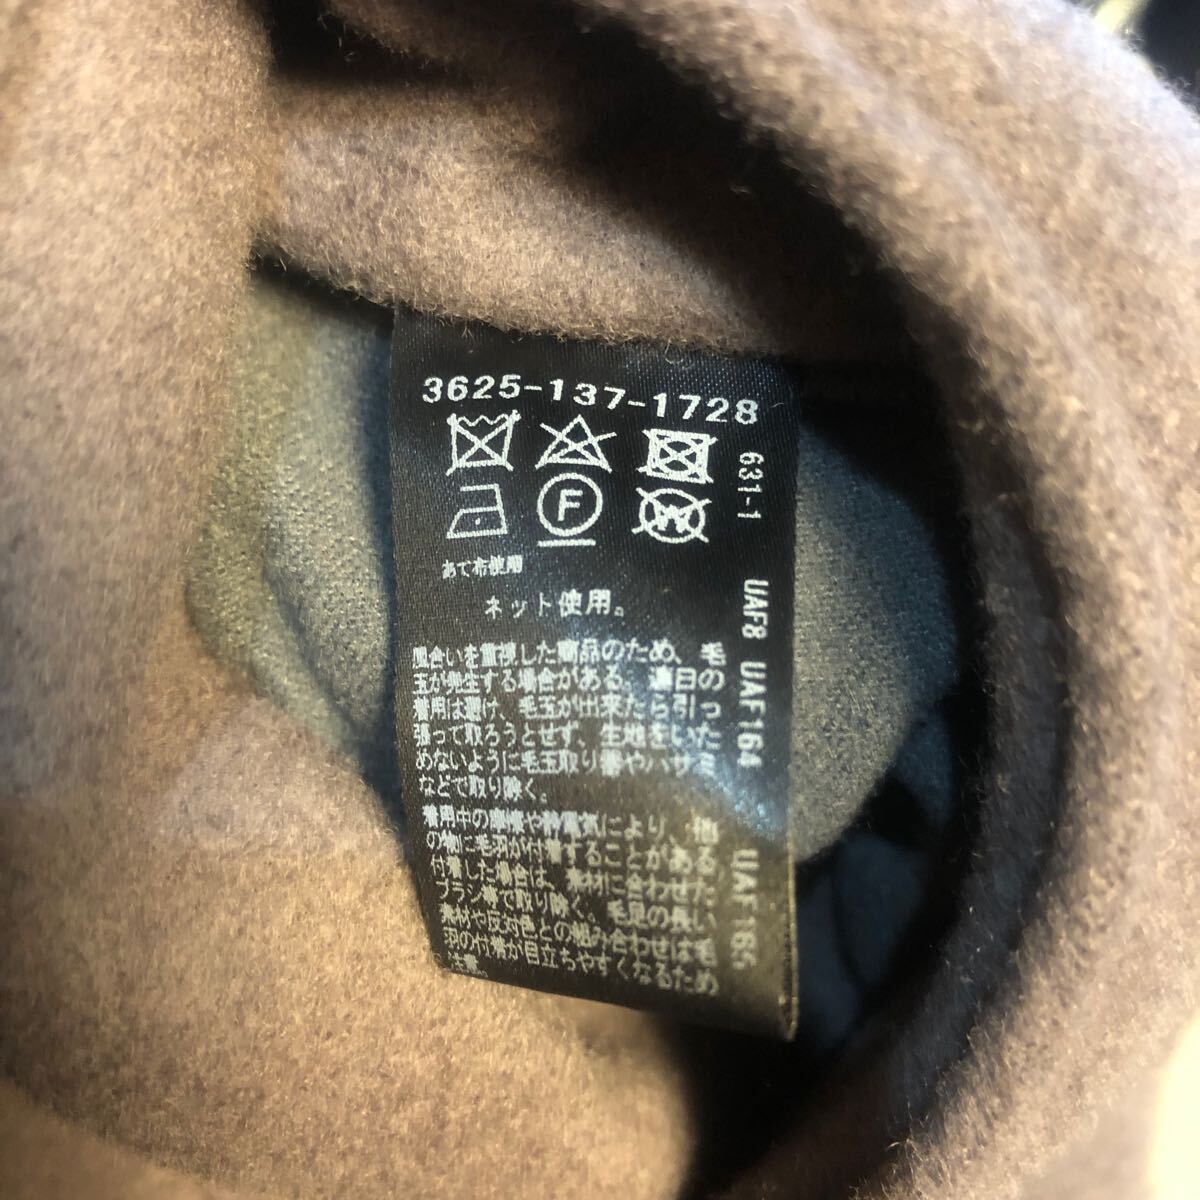 3625-137-1728
F
W
あて布使用
ネット使用。
風合いを重視した商品のため、毛
玉が発生する場合がある。連日の
着用は避け、毛玉が出来たら引っ
張って取ろうとせず、生地をいた
めないように毛玉取り器やハサミ
などで取り除く。
着用中の摩擦や静電気により、他
の物に毛羽が付着することがある。
付着した場合は、素材に合わせた
ブラシ等で取り除く。毛足の長い
素材や反対色との組み合わせは毛
羽の付着が目立ちやすくなるため
注意。
631-1 UAF8 UAF164 UAF165